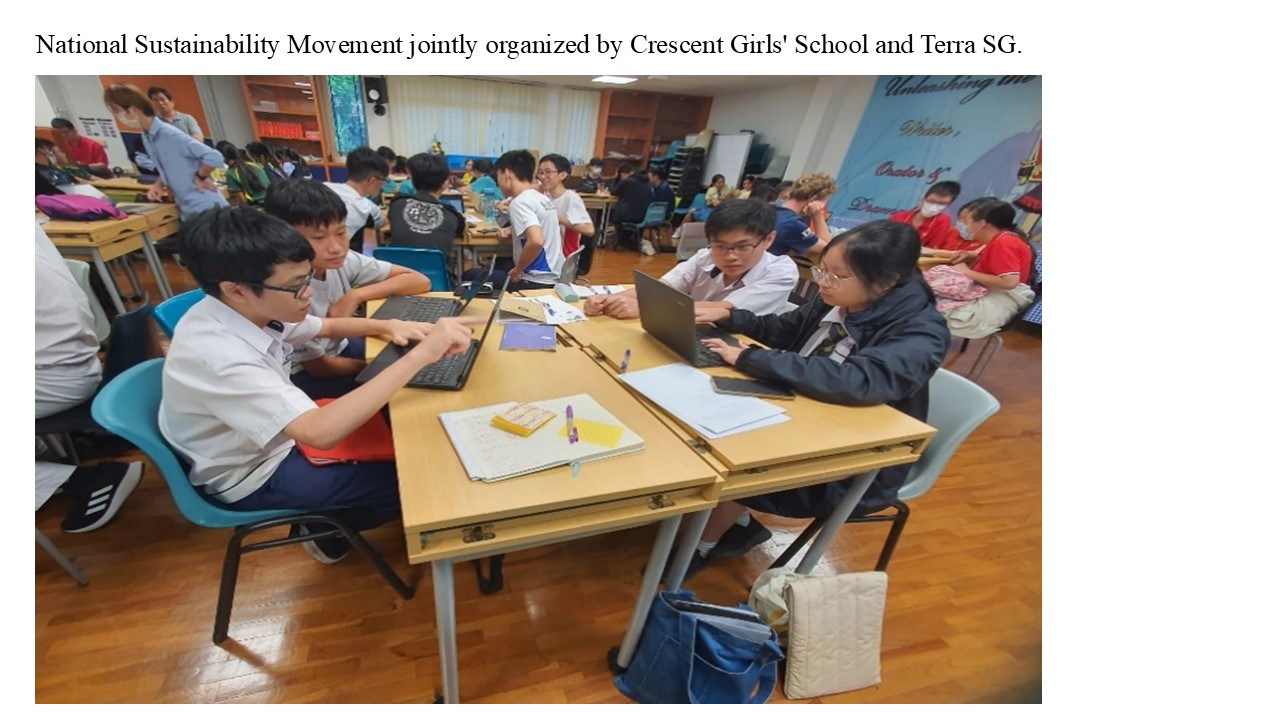 National Sustainability Movement jointly organized by Crescent Girls' School and Terra SG.
Unleashing the
Writer,
Orator &